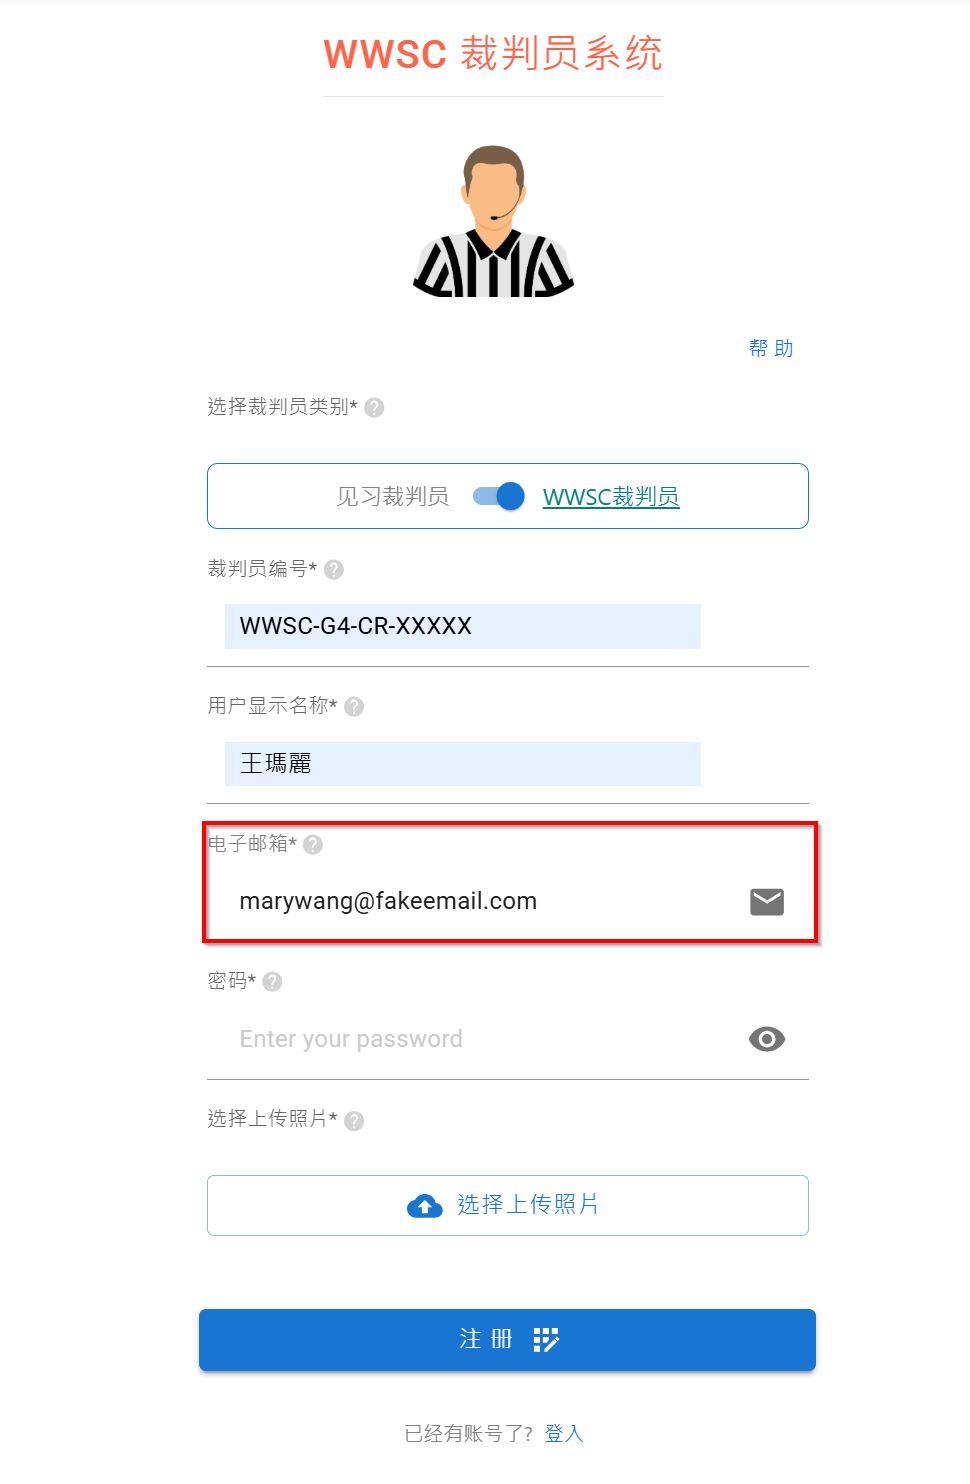 WWSC 裁判员系统
帮 助
选择裁判员类别*
见习裁判员 WWSC裁判员
裁判员编号*
WWSC-G4-CR-XXXXX
用户显示名称*
王瑪麗
电子邮箱*
marywang@fakeemail.com
密码*
Enter your password
选择上传照片*
选择上传照片
注 册
已经有账号了? 登入